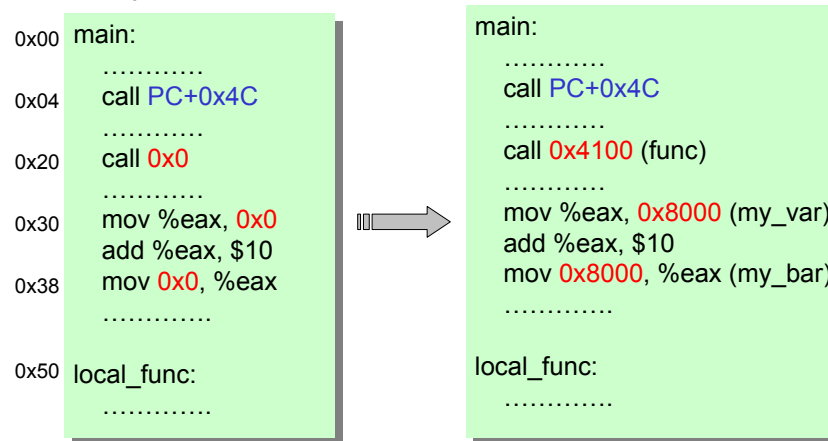 0x00 main:
…………
0x04 call PC+0x4C
…………
0x20 call 0x0
…………
0x30 mov %eax, 0x0
add %eax, $10
0x38 mov 0x0, %eax
………….
0x50 local_func:
………….
main:
…………
call PC+0x4C
…………
call 0x4100 (func)
…………
mov %eax, 0x8000 (my_var)
add %eax, $10
mov 0x8000, %eax (my_bar)
………….
local_func:
………….